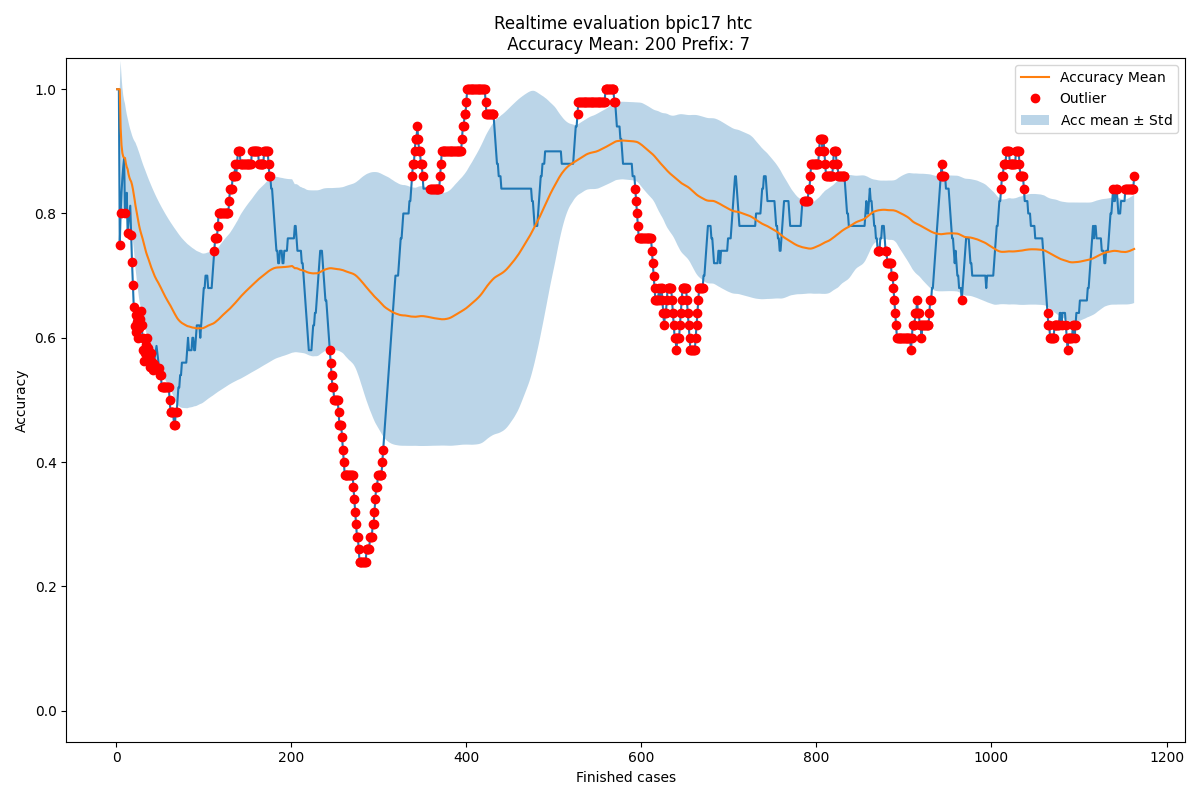 Realtime evaluation bpic17 htc
Accuracy Mean: 200 Prefix: 7
Accuracy Mean
Outlier
Acc mean ± Std
1.0
0.8
0.6
0.4
0.2
0.0
Accuracy
0
200
400
600
800
1000
1200
Finished cases